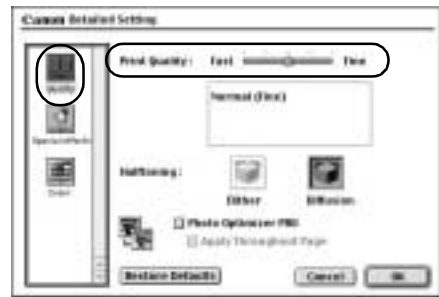 Canon Detailed Setting
Print Quality : Fast Fine
Quality
Normal (Fine)
Special Effects
Halftoning :
Color
Dither Diffusion
Photo Optimizer PRO
Apply Throughout Page
Restore Defaults Cancel OK